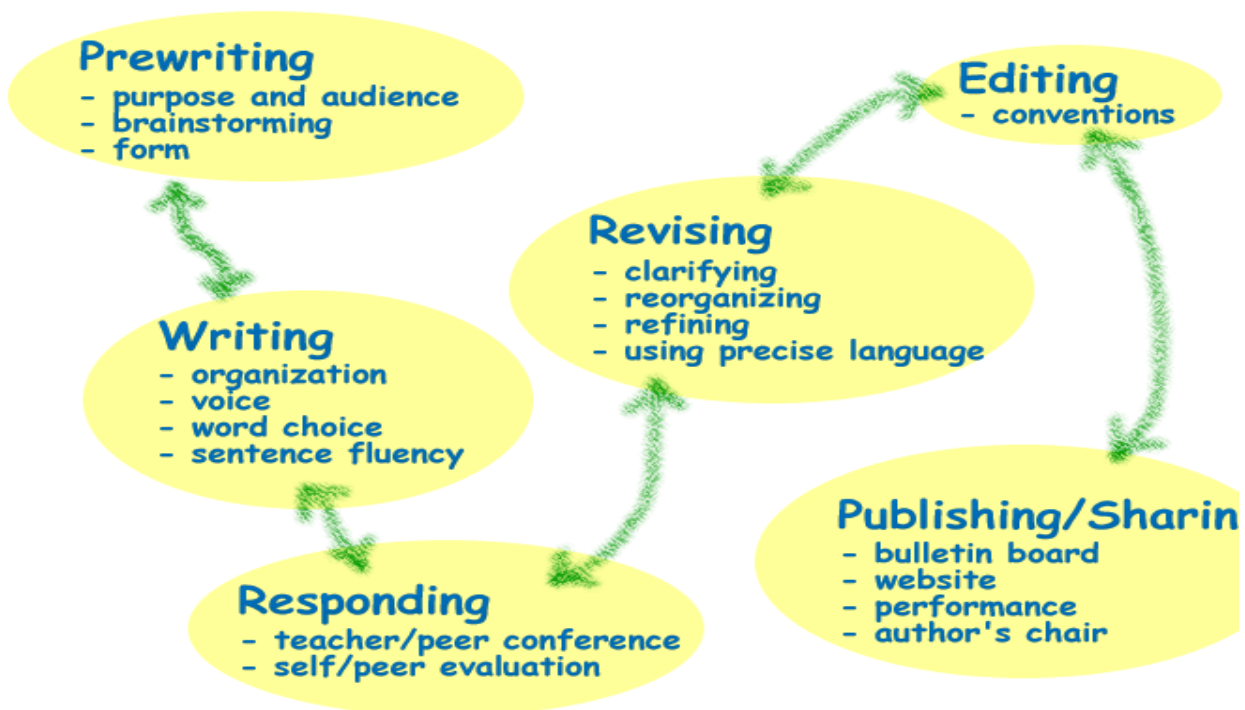 Prewriting
- purpose and audience
- brainstorming
- form
Writing
- organization
- voice
- word choice
- sentence fluency
Responding
- teacher/peer conference
- self/peer evaluation
Revising
- clarifying
- reorganizing
- refining
- using precise language
Editing
- conventions
Publishing/Sharin
- bulletin board
- website
- performance
- author's chair